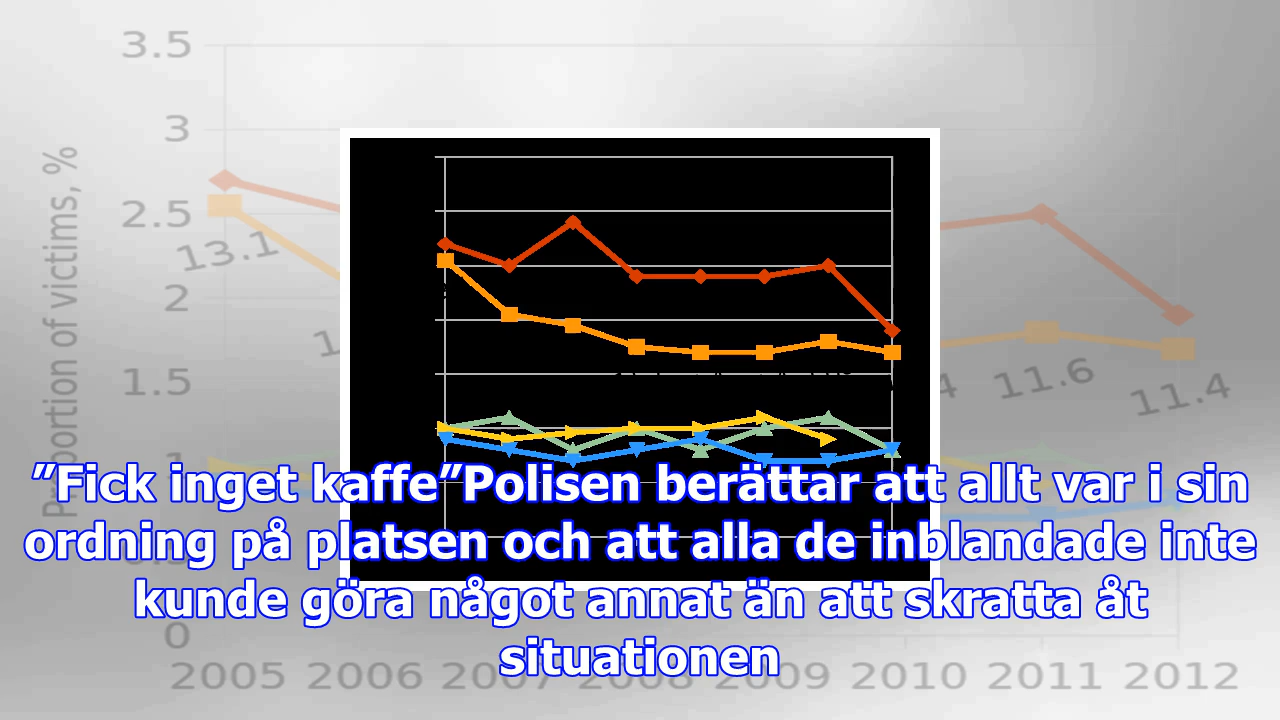 3.5
3
2.5
2
1.5
1
0
Proportion of victims, %
13.1
11.6
11.4
”Fick inget kaffe”Polisen berättar att allt var i sin
ordning på platsen och att alla de inblandade inte
kunde göra något annat än att skratta åt
situationen
2005 2006 2007 2008 2009 2010 2011 2012